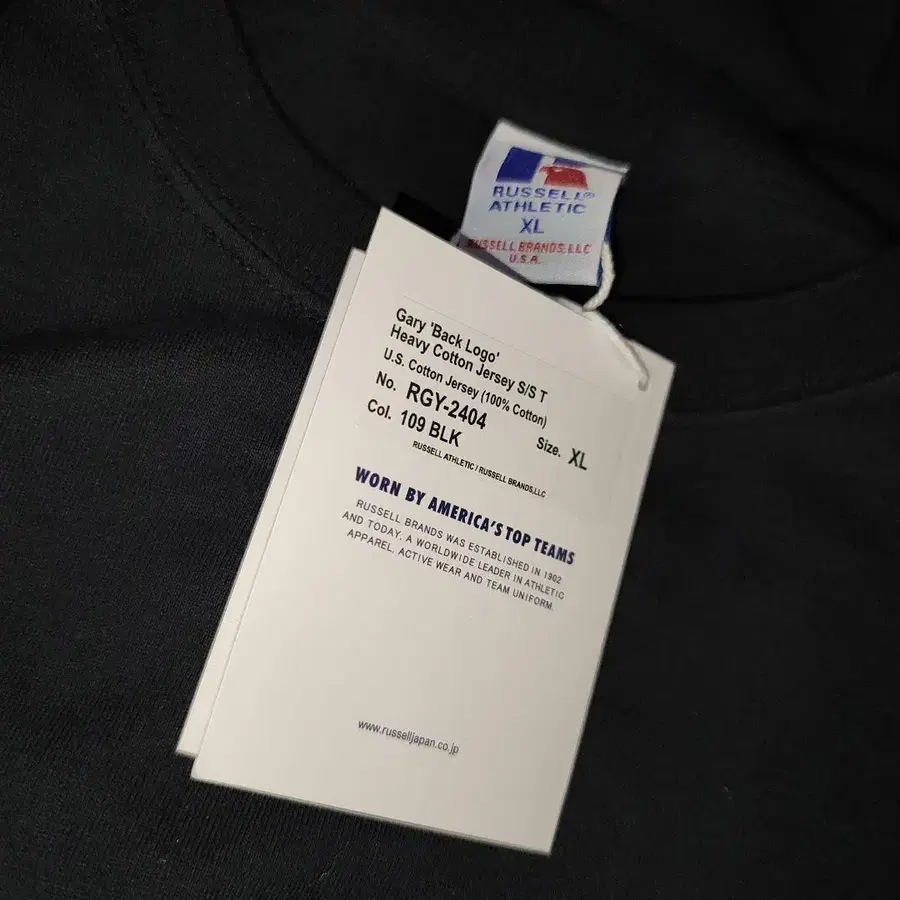 RUSSELL®
ATHLETIC
XL
RUSSELL BRANDS, LLC
U.S.A.
Gary 'Back Logo'
Heavy Cotton Jersey S/S T
U.S. Cotton Jersey (100% Cotton)
No. RGY-2404
Col. 109 BLK Size. XL
RUSSELL ATHLETIC / RUSSELL BRANDS,LLC
WORN BY AMERICA'S TOP TEAMS
RUSSELL BRANDS WAS ESTABLISHED IN 1902
AND TODAY, A WORLDWIDE LEADER IN ATHLETIC
APPAREL, ACTIVE WEAR AND TEAM UNIFORM.
www.russelljapan.co.jp